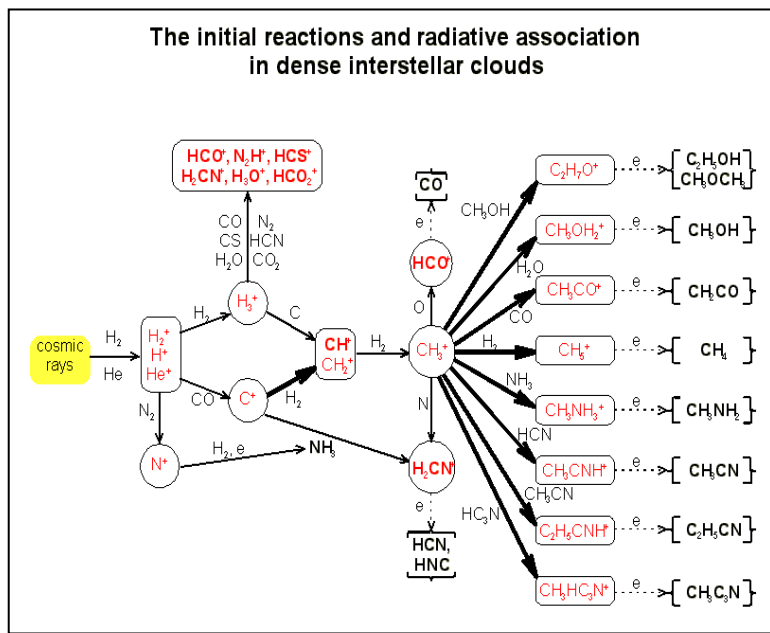 The initial reactions and radiative association
in dense interstellar clouds
HCO⁺, N₂H⁺, HCS⁺
H₂CN⁺, H₃O⁺, HCO₂⁺
CO N₂
CS HCN
H₂O CO₂
H₂
H₃⁺
C
cosmic
rays
H₂
He
H₂⁺
H⁺
He⁺
CO
C⁺
H₂
CH⁺
CH₂⁺
H₂
N₂
N⁺
H₂, e
NH₃
CO
e
HCO⁺
O
CH₃⁺
N
H₂CN⁺
e
HCN,
HNC
CH₃OH
C₂H₇O⁺
e
C₂H₅OH
CH₃OCH₃
H₂O
CH₃OH₂⁺
e
CH₃OH
CO
CH₃CO⁺
e
CH₂CO
H₂
CH₅⁺
e
CH₄
NH₃
CH₃NH₃⁺
e
CH₃NH₂
HCN
CH₃CNH⁺
e
CH₃CN
CH₃CN
C₂H₅CNH⁺
e
C₂H₅CN
HC₃N
CH₃HC₃N⁺
e
CH₃C₃N